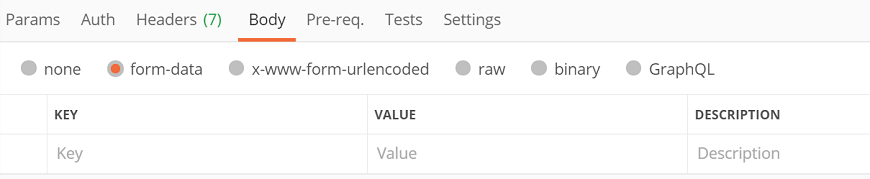 Params Auth Headers (7) Body Pre-req. Tests Settings
none form-data x-www-form-urlencoded raw binary GraphQL
KEY VALUE DESCRIPTION
Key Value Description